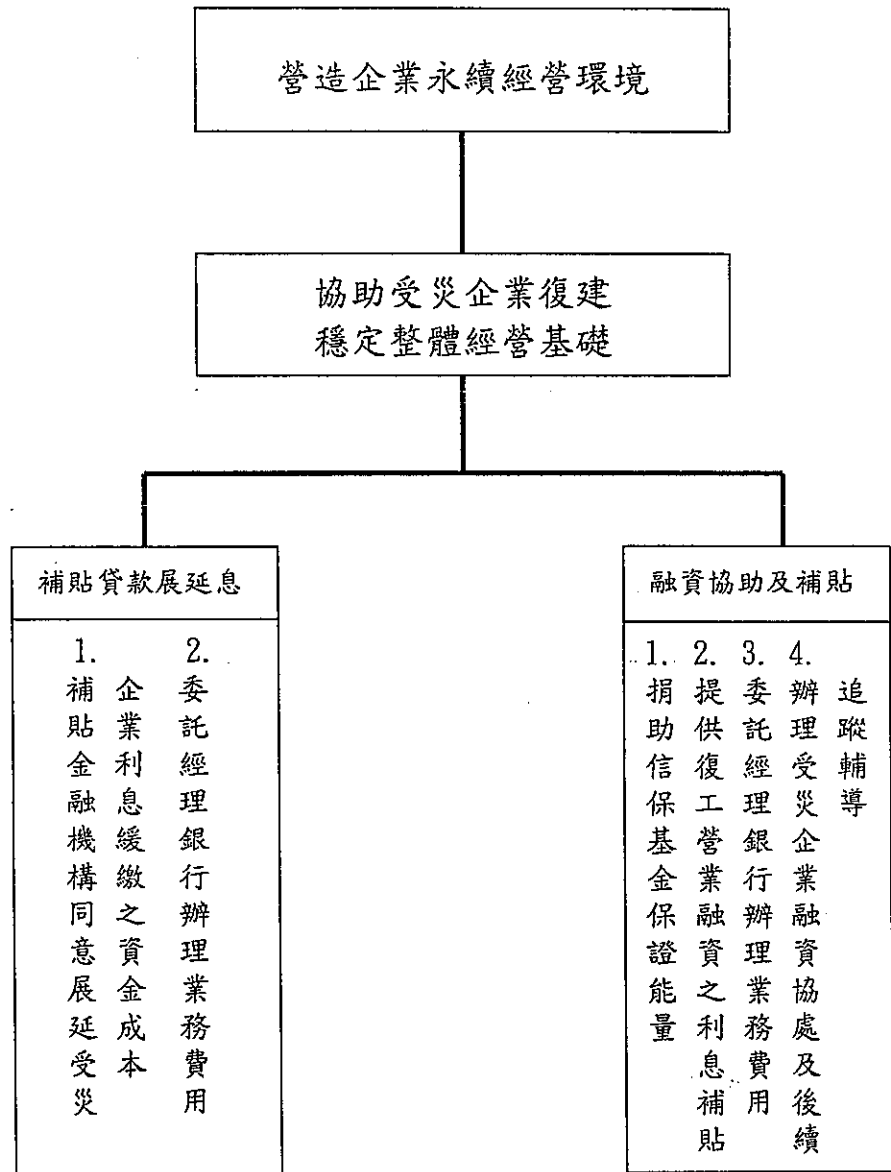 營造企業永續經營環境
協助受災企業復建
穩定整體經營基礎
補貼貸款展延息
1.
補貼金融機構同意展延受災
企業利息緩繳之資金成本
2.
委託經理銀行辦理業務費用
融資協助及補貼
1.
捐助信保基金保證能量
2.
提供復工營業融資之利息補貼
3.
委託經理銀行辦理業務費用
4.
辦理受災企業融資協處及後續
追蹤輔導